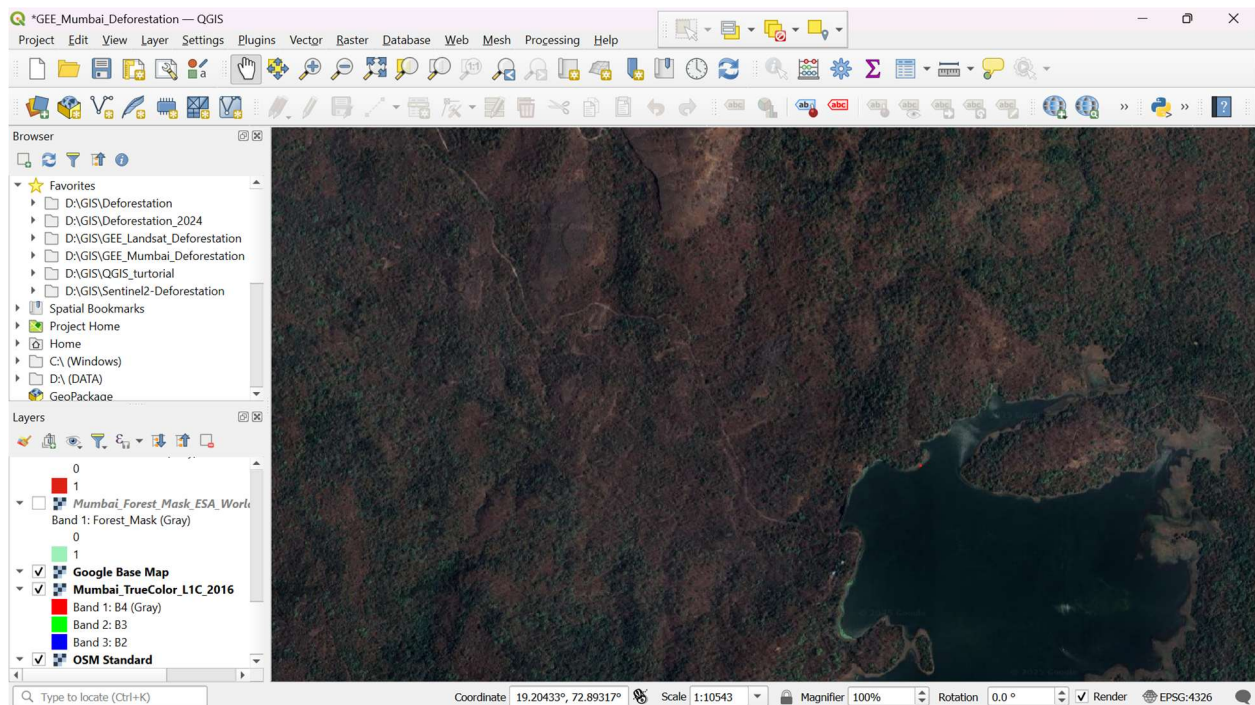 *GEE_Mumbai_Deforestation — QGIS
Project Edit View Layer Settings Plugins Vector Raster Database Web Mesh Processing Help
Browser
Favorites
D:\GIS\Deforestation
D:\GIS\Deforestation_2024
D:\GIS\GEE_Landsat_Deforestation
D:\GIS\GEE_Mumbai_Deforestation
D:\GIS\QGIS_turtorial
D:\GIS\Sentinel2-Deforestation
Spatial Bookmarks
Project Home
Home
C:\ (Windows)
D:\ (DATA)
GeoPackage
Layers
0
1
Mumbai_Forest_Mask_ESA_Worl
Band 1: Forest_Mask (Gray)
0
1
Google Base Map
Mumbai_TrueColor_L1C_2016
Band 1: B4 (Gray)
Band 2: B3
Band 3: B2
OSM Standard
Type to locate (Ctrl+K) Coordinate 19.20433°, 72.89317° Scale 1:10543 Magnifier 100% Rotation 0.0 ° Render EPSG:4326